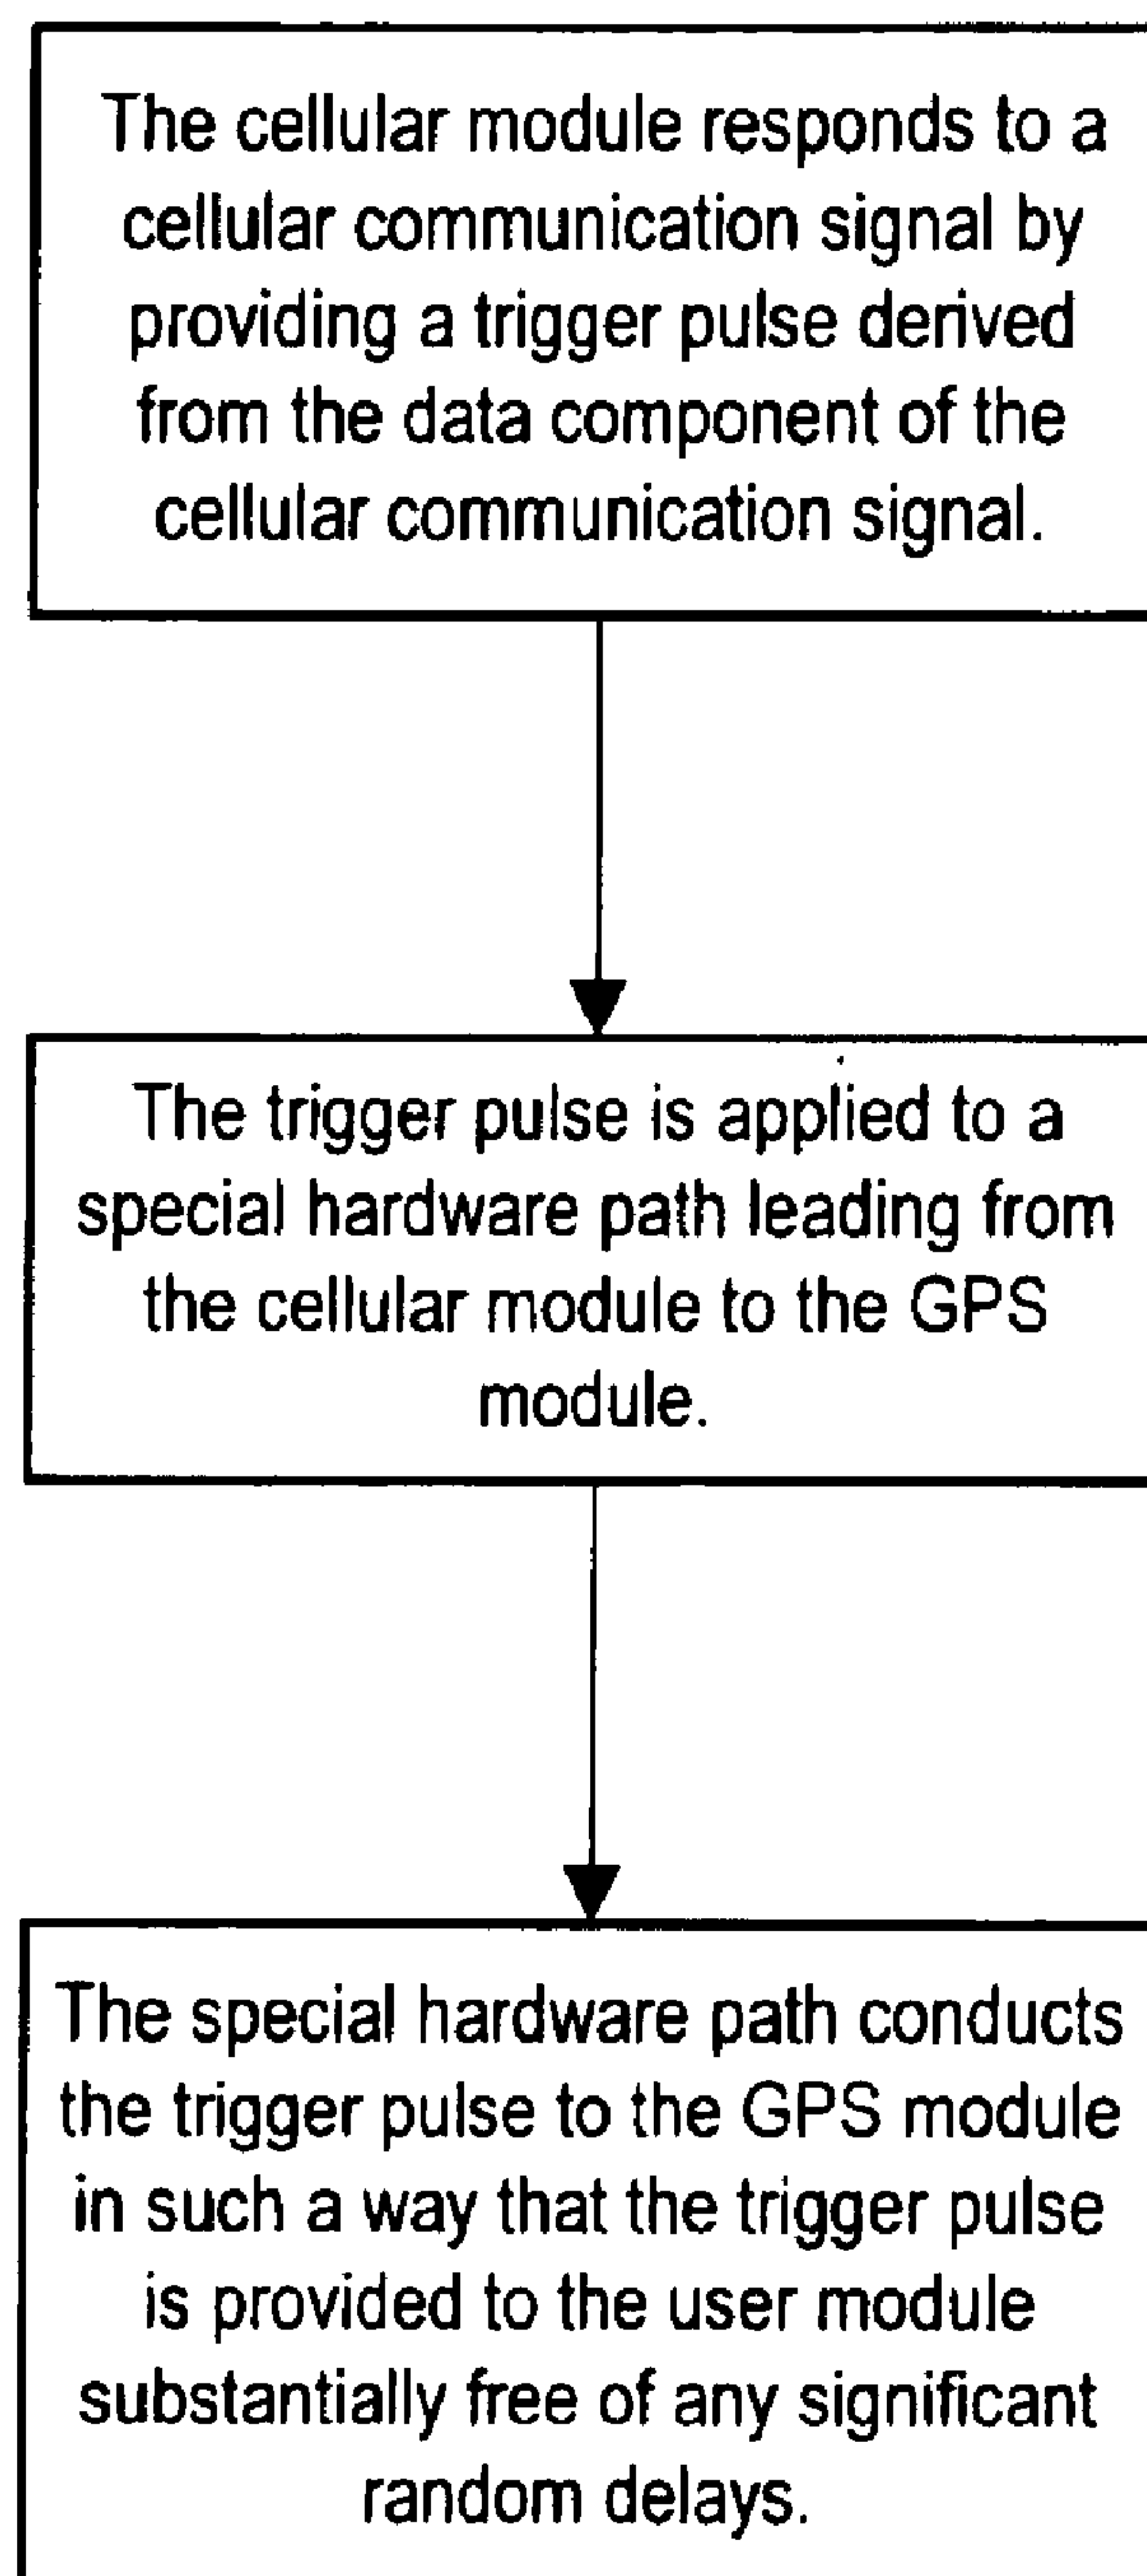 The cellular module responds to a
cellular communication signal by
providing a trigger pulse derived
from the data component of the
cellular communication signal.
The trigger pulse is applied to a
special hardware path leading from
the cellular module to the GPS
module.
The special hardware path conducts
the trigger pulse to the GPS module
in such a way that the trigger pulse
is provided to the user module
substantially free of any significant
random delays.